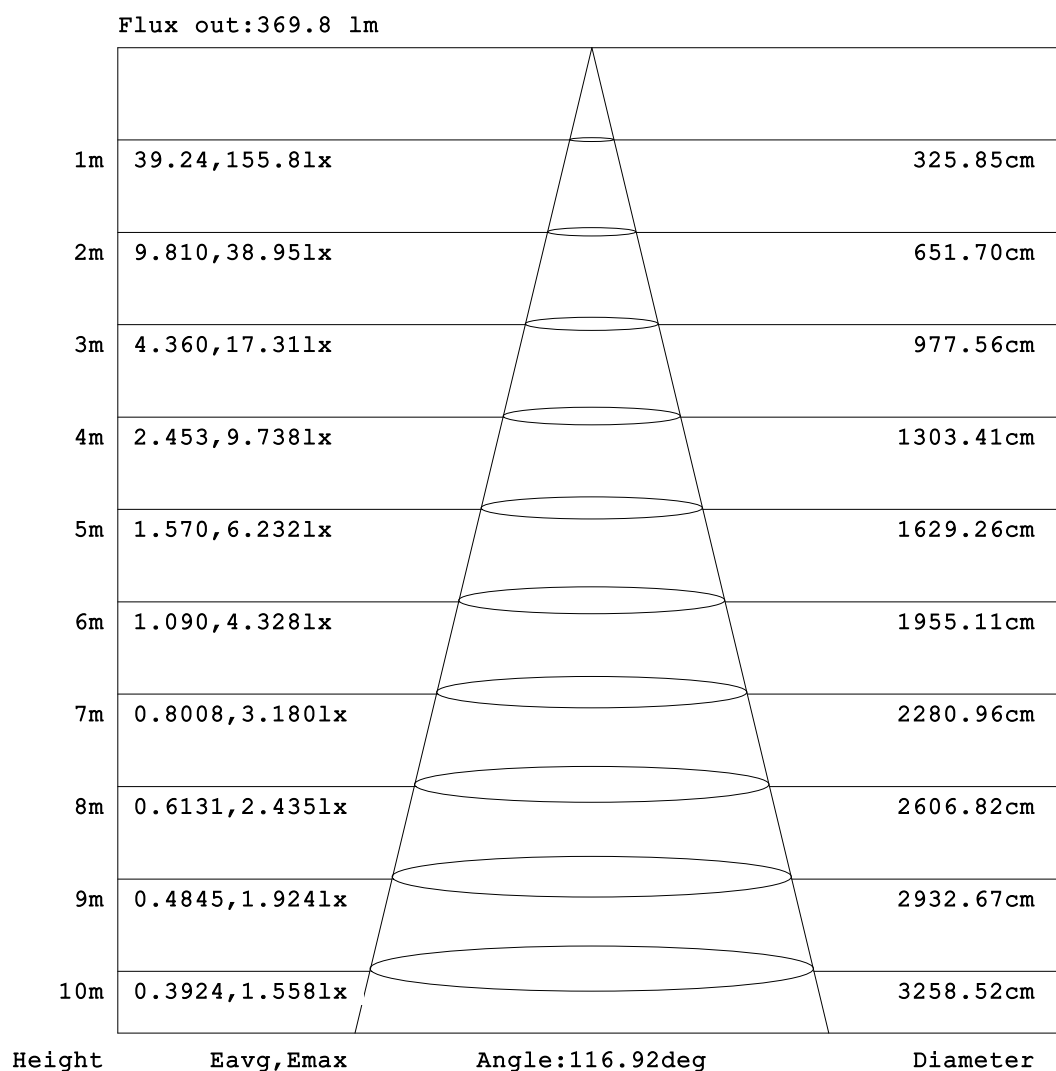 Flux out:369.8 lm
1m 39.24,155.8lx 325.85cm
2m 9.810,38.95lx 651.70cm
3m 4.360,17.31lx 977.56cm
4m 2.453,9.738lx 1303.41cm
5m 1.570,6.232lx 1629.26cm
6m 1.090,4.328lx 1955.11cm
7m 0.8008,3.180lx 2280.96cm
8m 0.6131,2.435lx 2606.82cm
9m 0.4845,1.924lx 2932.67cm
10m 0.3924,1.558lx 3258.52cm
Height Eavg,Emax Angle:116.92deg Diameter